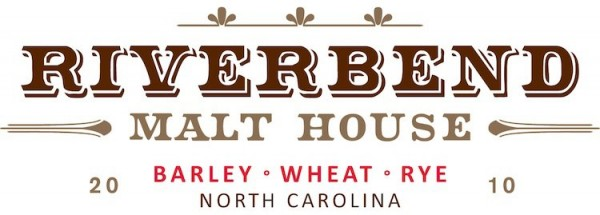 RIVERBEND
MALT HOUSE
BARLEY • WHEAT • RYE
20 NORTH CAROLINA 10